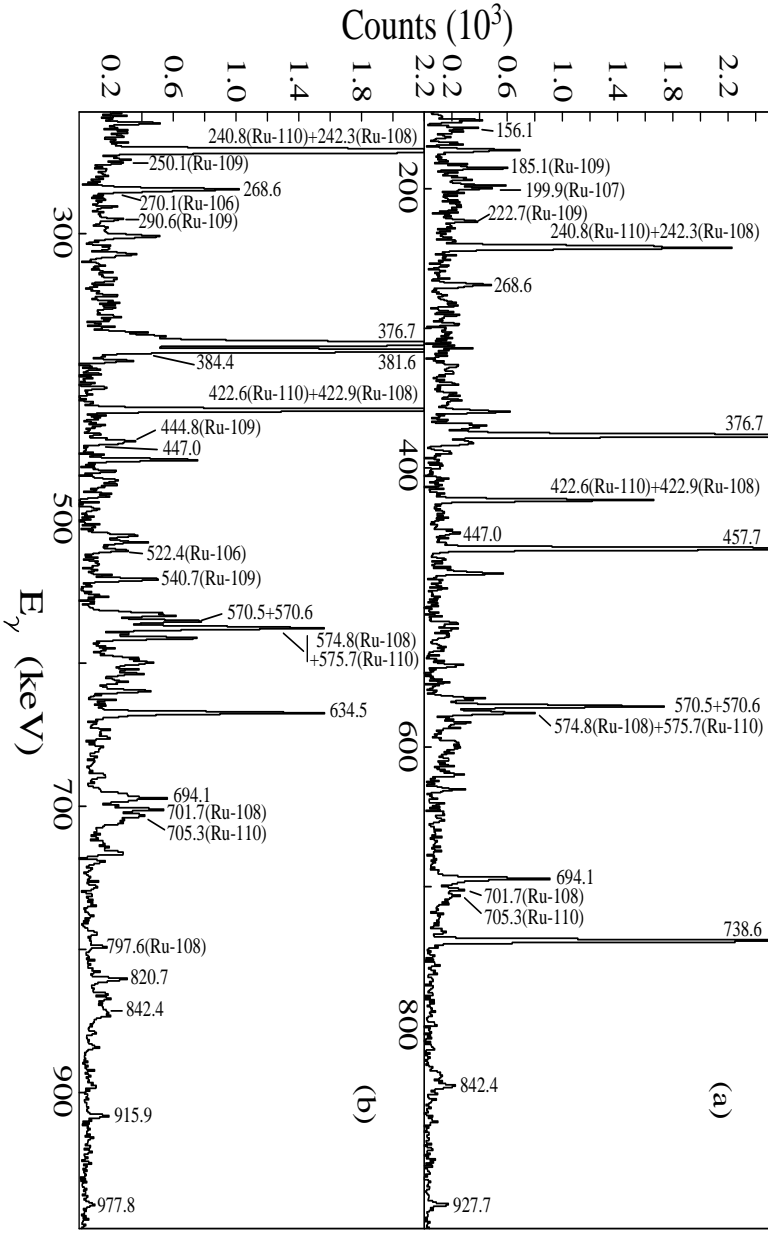 Counts (10³)
2.2
1.8
1.4
1.0
0.6
0.2
2.2
1.8
1.4
1.0
0.6
0.2
156.1
185.1(Ru-109)
199.9(Ru-107)
222.7(Ru-109)
240.8(Ru-110)+242.3(Ru-108)
268.6
376.7
422.6(Ru-110)+422.9(Ru-108)
447.0
457.7
570.5+570.6
574.8(Ru-108)+575.7(Ru-110)
694.1
701.7(Ru-108)
705.3(Ru-110)
738.6
842.4
927.7
(a)
200
400
600
800
240.8(Ru-110)+242.3(Ru-108)
250.1(Ru-109)
268.6
270.1(Ru-106)
290.6(Ru-109)
376.7
381.6
384.4
422.6(Ru-110)+422.9(Ru-108)
444.8(Ru-109)
447.0
522.4(Ru-106)
540.7(Ru-109)
570.5+570.6
574.8(Ru-108)
+575.7(Ru-110)
634.5
694.1
701.7(Ru-108)
705.3(Ru-110)
797.6(Ru-108)
820.7
842.4
915.9
977.8
(b)
300
500
700
900
Eγ (keV)